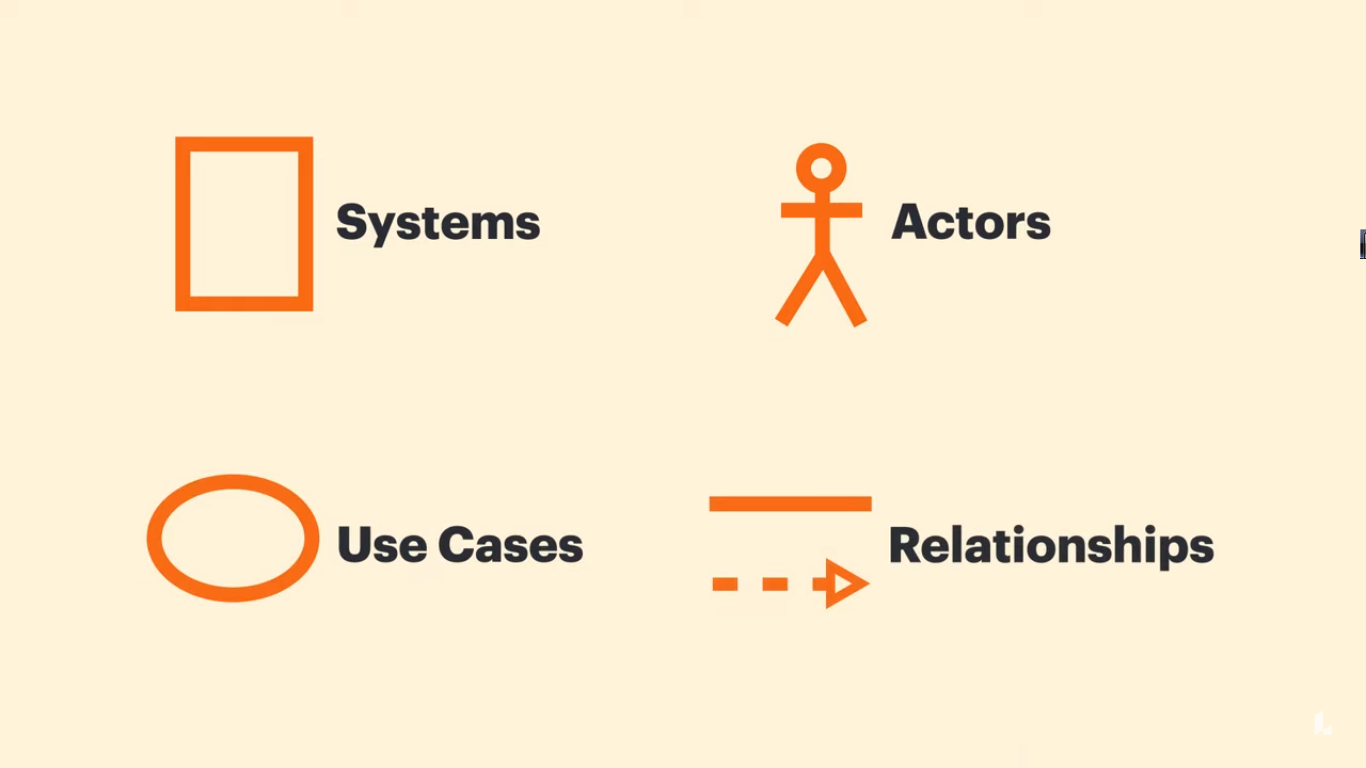 Systems
Actors
Use Cases
Relationships